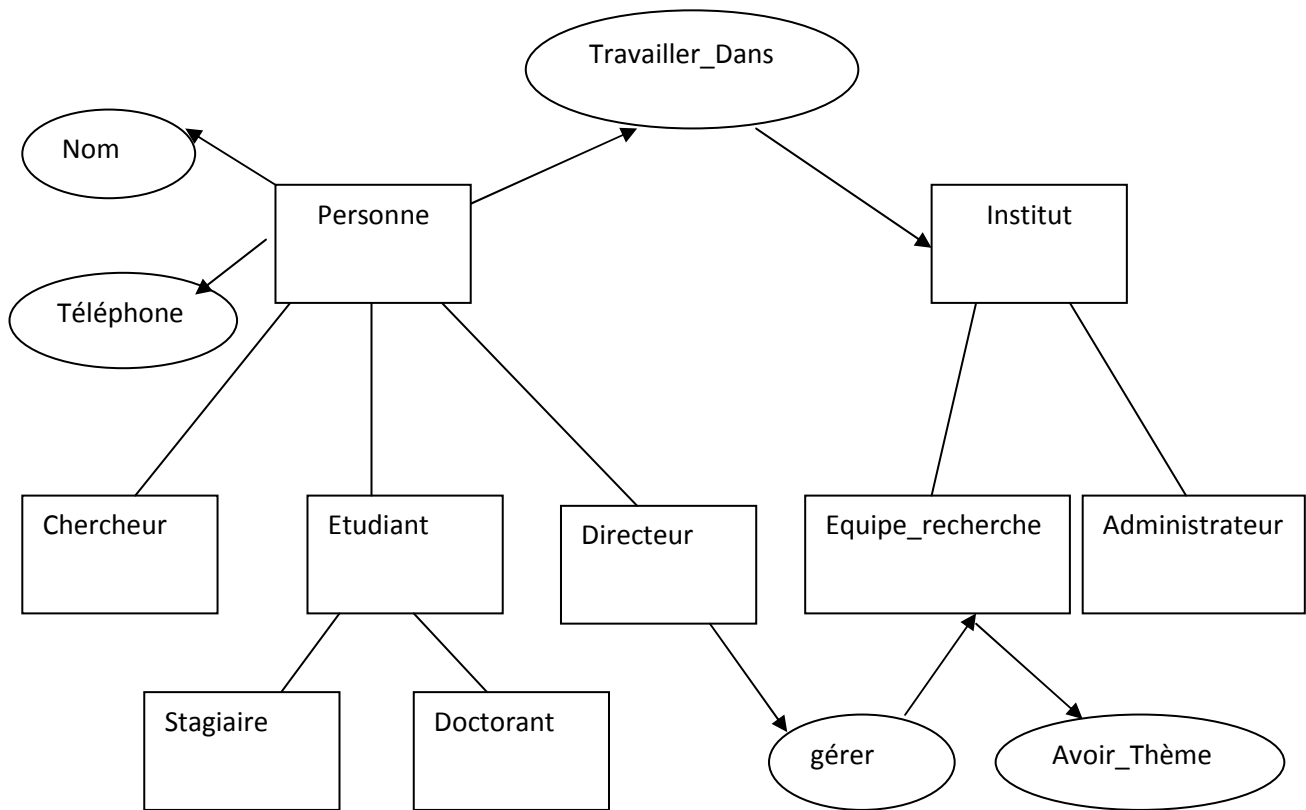 Travailler_Dans
Nom
Personne
Institut
Téléphone
Chercheur
Etudiant
Directeur
Equipe_recherche
Administrateur
Stagiaire
Doctorant
gérer
Avoir_Thème